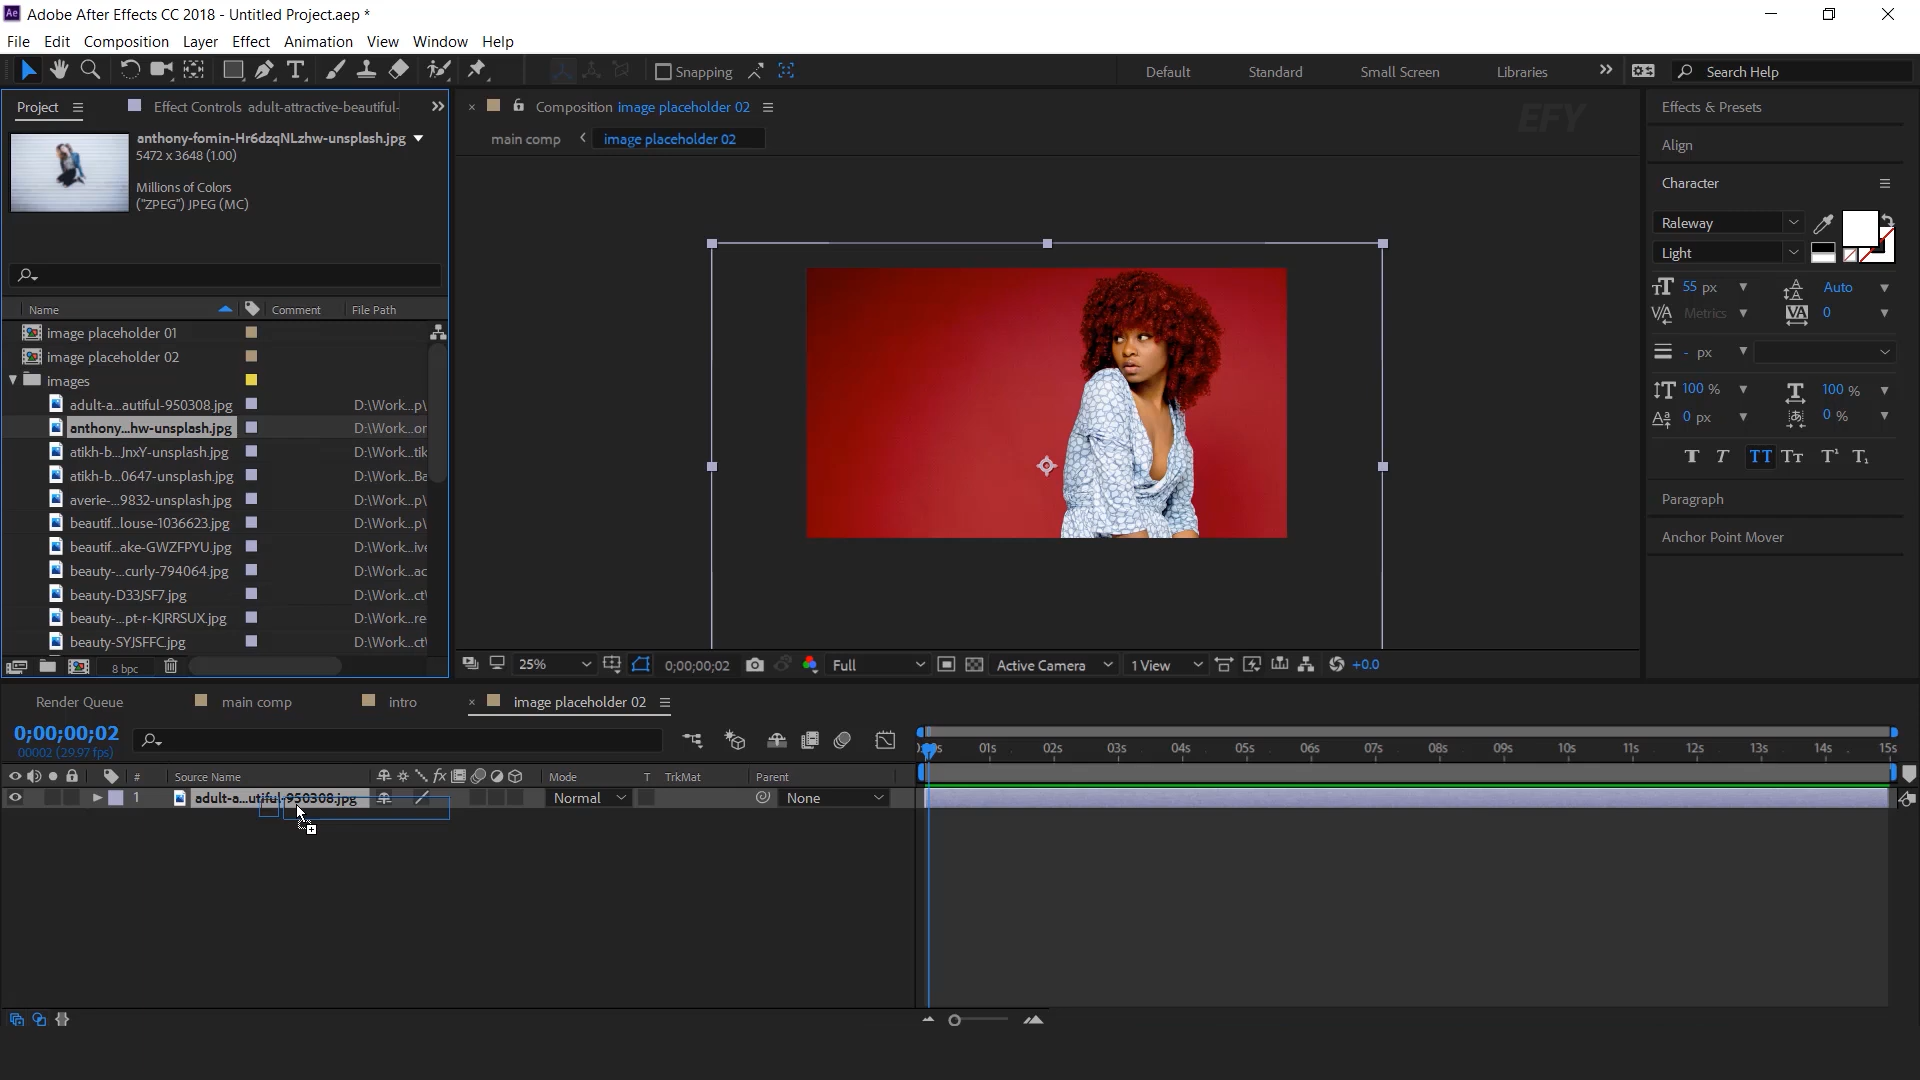 Adobe After Effects CC 2018 - Untitled Project.aep *
File Edit Composition Layer Effect Animation View Window Help
Snapping
Default Standard Small Screen Libraries
Search Help
Project
Effect Controls adult-attractive-beautiful-
anthony-fomin-Hr6dzqNLzhw-unsplash.jpg
5472 x 3648 (1.00)
Millions of Colors
("ZPEG") JPEG (MC)
Name Comment File Path
image placeholder 01
image placeholder 02
images
adult-a...autiful-950308.jpg D:\Work...p\
anthony...hw-unsplash.jpg D:\Work...or
atikh-b...JnxY-unsplash.jpg D:\Work...tik
atikh-b...0647-unsplash.jpg D:\Work...Ba
averie-...9832-unsplash.jpg D:\Work...p\
beautif...louse-1036623.jpg D:\Work...p\
beautif...ake-GWZFPYU.jpg D:\Work...ive
beauty-...curly-794064.jpg D:\Work...ac
beauty-D33JSF7.jpg D:\Work...ct\
beauty-...pt-r-KJRRSUX.jpg D:\Work...re
beauty-SYJSFFC.jpg D:\Work...ct\
8 bpc
Composition image placeholder 02
main comp image placeholder 02
EFY
25% 0;00;00;02 Full Active Camera 1 View +0.0
Effects & Presets
Align
Character
Raleway
Light
55 px Auto
Metrics 0
- px
100 % 100 %
0 px 0 %
Paragraph
Anchor Point Mover
Render Queue main comp intro image placeholder 02
0;00;00;02
00002 (29.97 fps)
01s 02s 03s 04s 05s 06s 07s 08s 09s 10s 11s 12s 13s 14s 15s
# Source Name Mode T TrkMat Parent
1 adult-a...utiful-950308.jpg Normal None